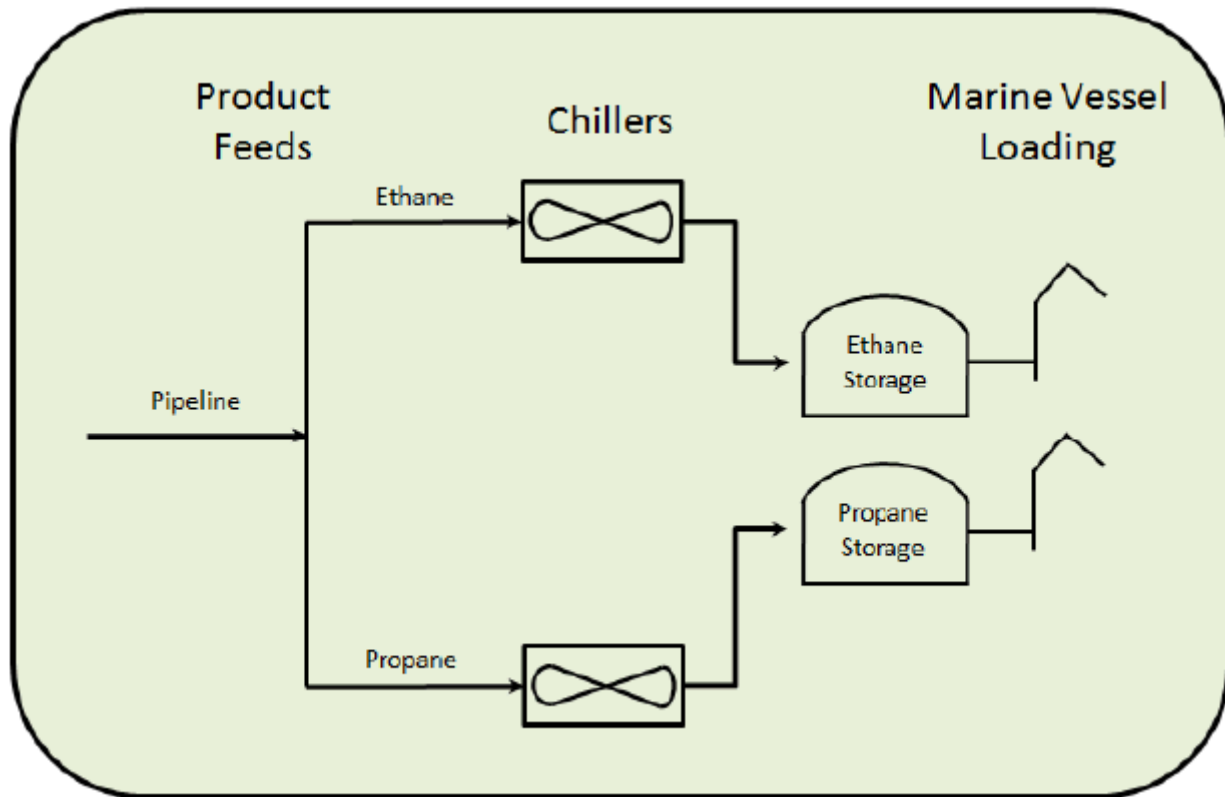 Product
Feeds
Chillers
Marine Vessel
Loading
Ethane
Pipeline
Ethane
Storage
Propane
Storage
Propane